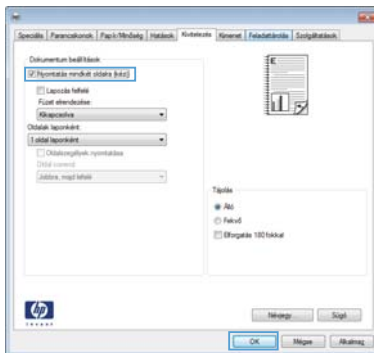 Speciális Parancsikonok Papír/Minőség Hatások Kivitelezés Kimenet Feladattárolás Szolgáltatások
Dokumentum beállítások
Nyomtatás mindkét oldalra (kézi)
Lapozás felfelé
Füzet elrendezése:
Kikapcsolva
Oldalak laponként:
1 oldal laponként
Oldalszegélyek nyomtatása
Oldal sorrend:
Jobbra, majd lefelé
Tájolás
Álló
Fekvő
Elforgatás 180 fokkal
hp
invent
Névjegy... Súgó
OK Mégse Alkalmaz